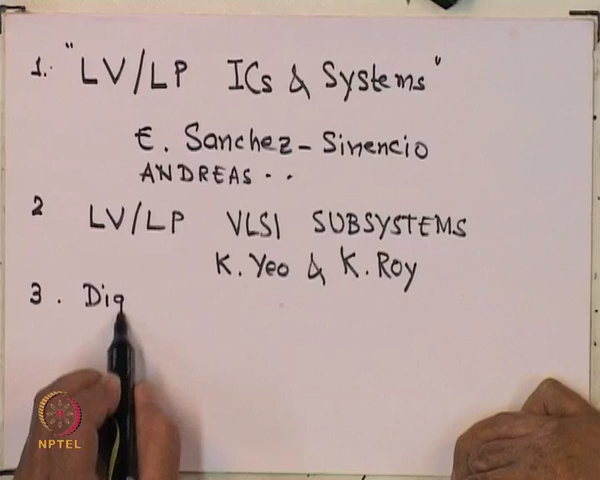 1. "LV/LP ICs & Systems"
E. Sanchez-Sinencio
ANDREAS ..
2 LV/LP VLSI SUBSYSTEMS
K. Yeo & K. Roy
3. Dig
NPTEL